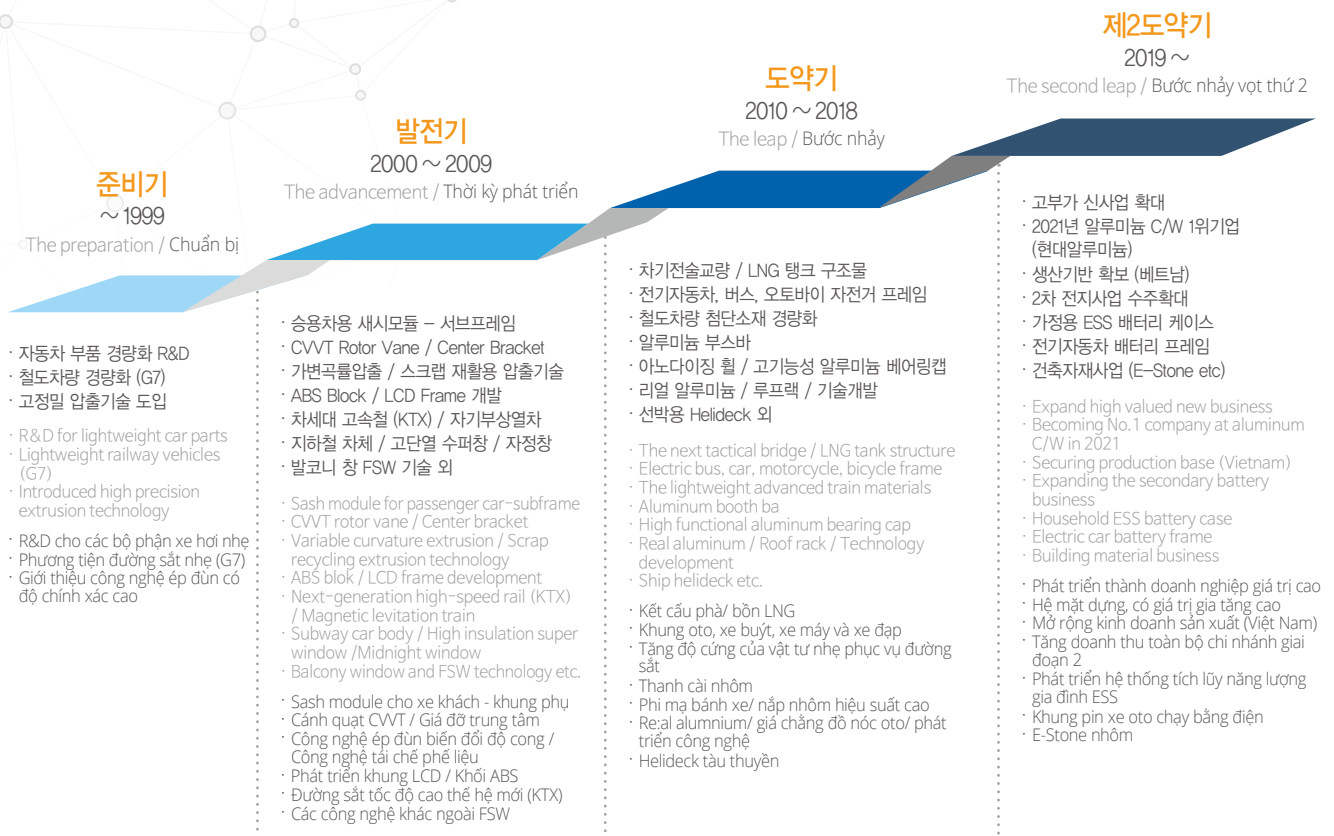 준비기
~ 1999
The preparation / Chuẩn bị
· 자동차 부품 경량화 R&D
· 철도차량 경량화 (G7)
· 고정밀 압출기술 도입
· R&D for lightweight car parts
· Lightweight railway vehicles
(G7)
· Introduced high precision
extrusion technology
· R&D cho các bộ phận xe hơi nhẹ
· Phương tiện đường sắt nhẹ (G7)
· Giới thiệu công nghệ ép đùn có
độ chính xác cao
발전기
2000 ~ 2009
The advancement / Thời kỳ phát triển
· 승용차용 새시모듈 – 서브프레임
· CVVT Rotor Vane / Center Bracket
· 가변곡률압출 / 스크랩 재활용 압출기술
· ABS Block / LCD Frame 개발
· 차세대 고속철 (KTX) / 자기부상열차
· 지하철 차체 / 고단열 수퍼창 / 자정창
· 발코니 창 FSW 기술 외
· Sash module for passenger car-subframe
· CVVT rotor vane / Center bracket
· Variable curvature extrusion / Scrap
recycling extrusion technology
· ABS blok / LCD frame development
· Next-generation high-speed rail (KTX)
/ Magnetic levitation train
· Subway car body / High insulation super
window /Midnight window
· Balcony window and FSW technology etc.
· Sash module cho xe khách - khung phụ
· Cánh quạt CVVT / Giá đỡ trung tâm
· Công nghệ ép đùn biến đổi độ cong /
Công nghệ tái chế phế liệu
· Phát triển khung LCD / Khối ABS
· Đường sắt tốc độ cao thế hệ mới (KTX)
· Các công nghệ khác ngoài FSW
도약기
2010 ~ 2018
The leap / Bước nhảy
· 차기전술교량 / LNG 탱크 구조물
· 전기자동차, 버스, 오토바이 자전거 프레임
· 철도차량 첨단소재 경량화
· 알루미늄 부스바
· 아노다이징 휠 / 고기능성 알루미늄 베어링캡
· 리얼 알루미늄 / 루프랙 / 기술개발
· 선박용 Helideck 외
· The next tactical bridge / LNG tank structure
· Electric bus, car, motorcycle, bicycle frame
· The lightweight advanced train materials
· Aluminum booth ba
· High functional aluminum bearing cap
· Real aluminum / Roof rack / Technology
development
· Ship helideck etc.
· Kết cấu phà/ bồn LNG
· Khung oto, xe buýt, xe máy và xe đạp
· Tăng độ cứng của vật tư nhẹ phục vụ đường
sắt
· Thanh cài nhôm
· Phi mạ bánh xe/ nắp nhôm hiệu suất cao
· Re:al alumnium/ giá chằng đồ nóc oto/ phát
triển công nghệ
· Helideck tàu thuyền
제2도약기
2019 ~
The second leap / Bước nhảy vọt thứ 2
· 고부가 신사업 확대
· 2021년 알루미늄 C/W 1위기업
(현대알루미늄)
· 생산기반 확보 (베트남)
· 2차 전지사업 수주확대
· 가정용 ESS 배터리 케이스
· 전기자동차 배터리 프레임
· 건축자재사업 (E–Stone etc)
· Expand high valued new business
· Becoming No.1 company at aluminum
C/W in 2021
· Securing production base (Vietnam)
· Expanding the secondary battery
business
· Household ESS battery case
· Electric car battery frame
· Building material business
· Phát triển thành doanh nghiệp giá trị cao
· Hệ mặt dựng, có giá trị gia tăng cao
· Mở rộng kinh doanh sản xuất (Việt Nam)
· Tăng doanh thu toàn bộ chi nhánh giai
đoạn 2
· Phát triển hệ thống tích lũy năng lượng
gia đình ESS
· Khung pin xe oto chạy bằng điện
· E-Stone nhôm